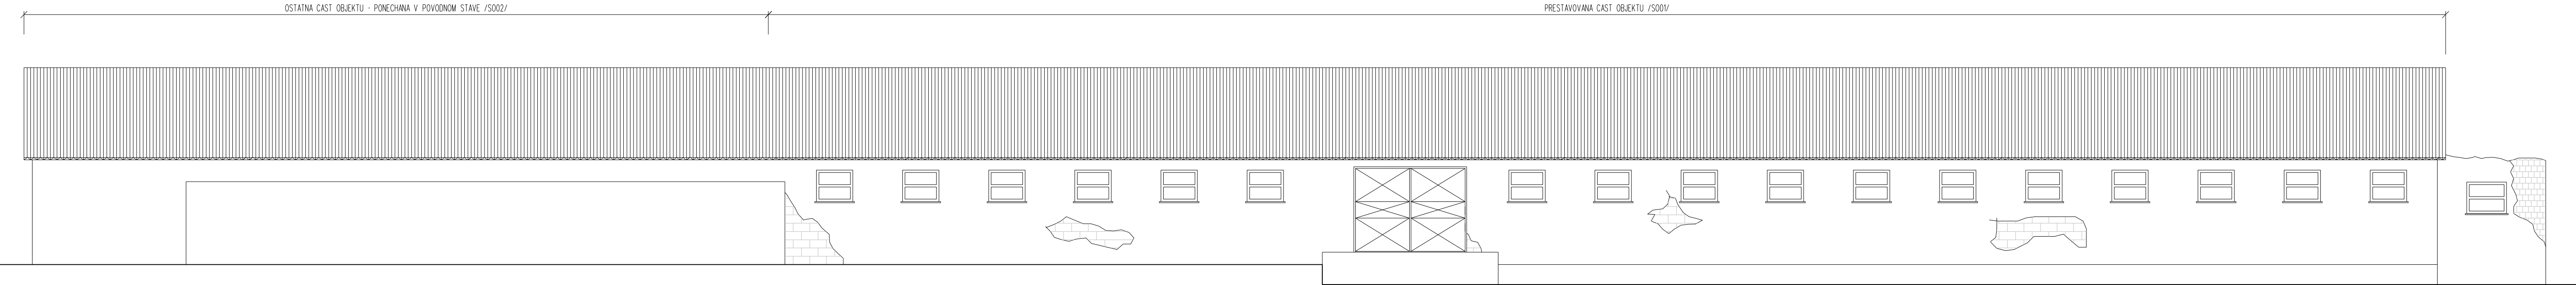 OSTATNA CAST OBJEKTU - PONECHANA V POVODNOM STAVE /SO02/
PRESTAVOVANA CAST OBJEKTU /SO01/